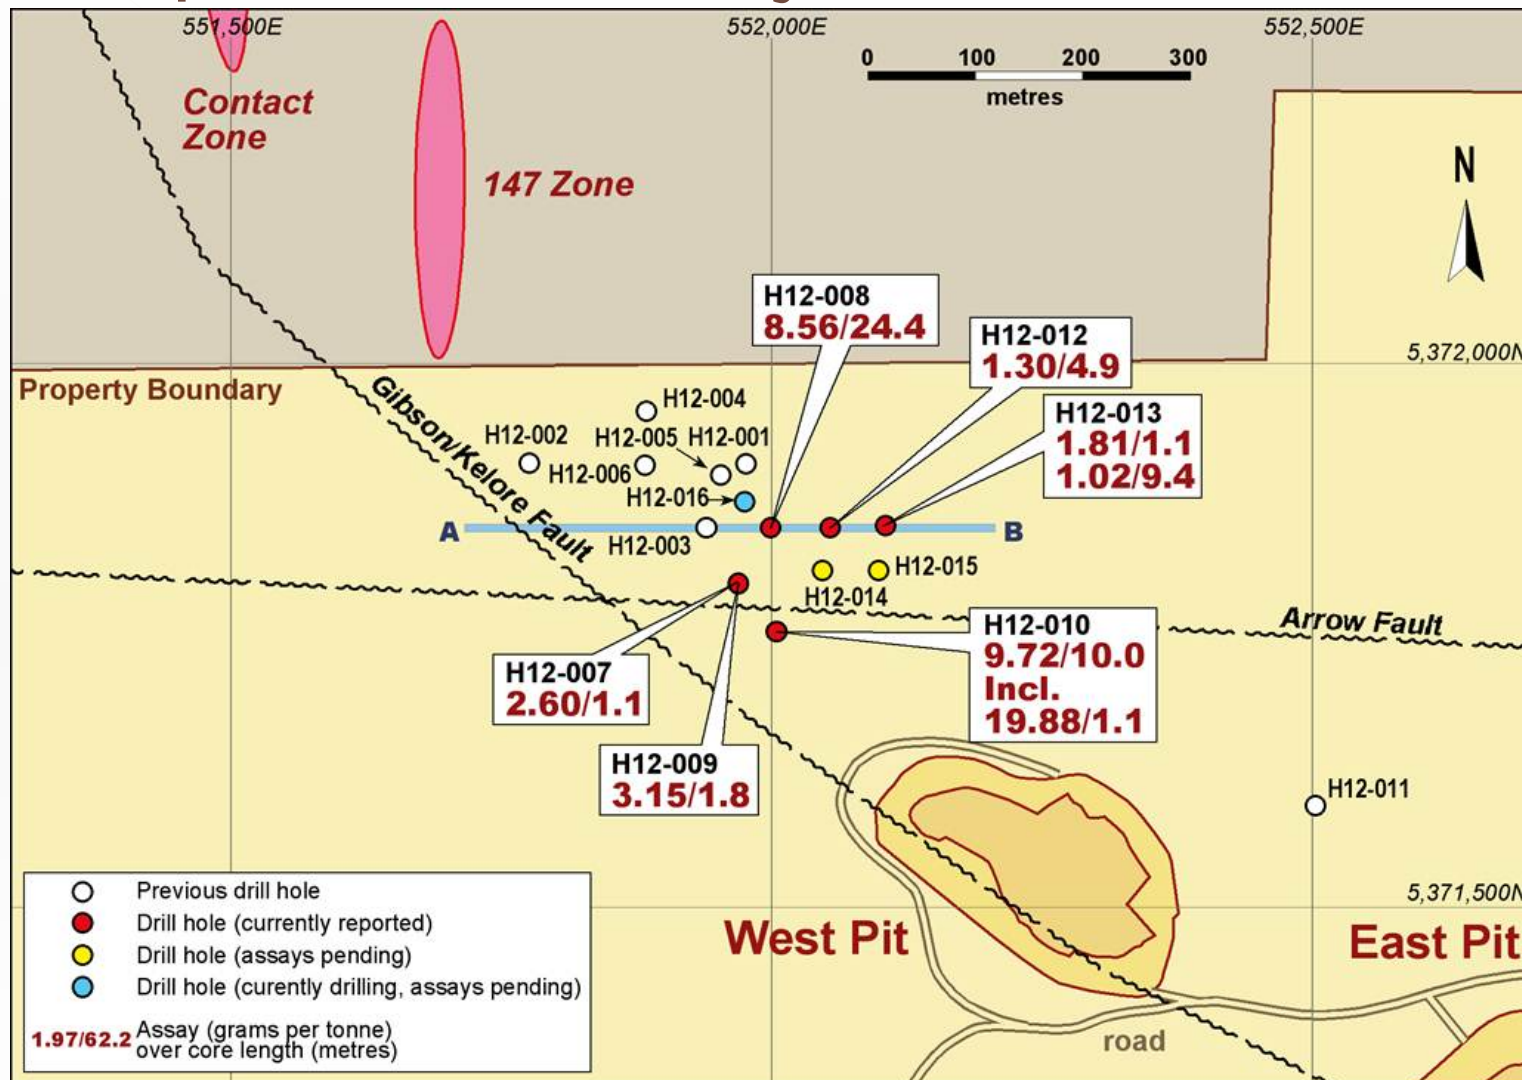 551,500E
552,000E
552,500E
0 100 200 300
metres
Contact
Zone
147 Zone
N
H12-008
8.56/24.4
H12-012
1.30/4.9
5,372,000N
Property Boundary
Gibson/Kelore Fault
H12-004
H12-013
1.81/1.1
1.02/9.4
H12-002
H12-005
H12-001
H12-006
H12-016
A
B
H12-003
H12-015
H12-014
Arrow Fault
H12-010
9.72/10.0
Incl.
19.88/1.1
H12-007
2.60/1.1
H12-009
3.15/1.8
H12-011
5,371,500N
West Pit
East Pit
road
Previous drill hole
Drill hole (currently reported)
Drill hole (assays pending)
Drill hole (curently drilling, assays pending)
1.97/62.2 Assay (grams per tonne)
over core length (metres)